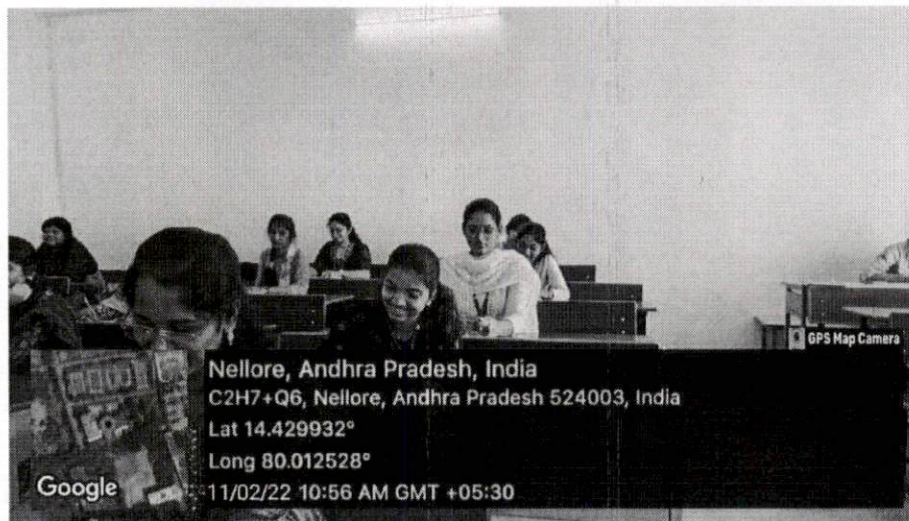 GPS Map Camera
Nellore, Andhra Pradesh, India
C2H7+Q6, Nellore, Andhra Pradesh 524003, India
Lat 14.429932°
Long 80.012528°
11/02/22 10:56 AM GMT +05:30
Google